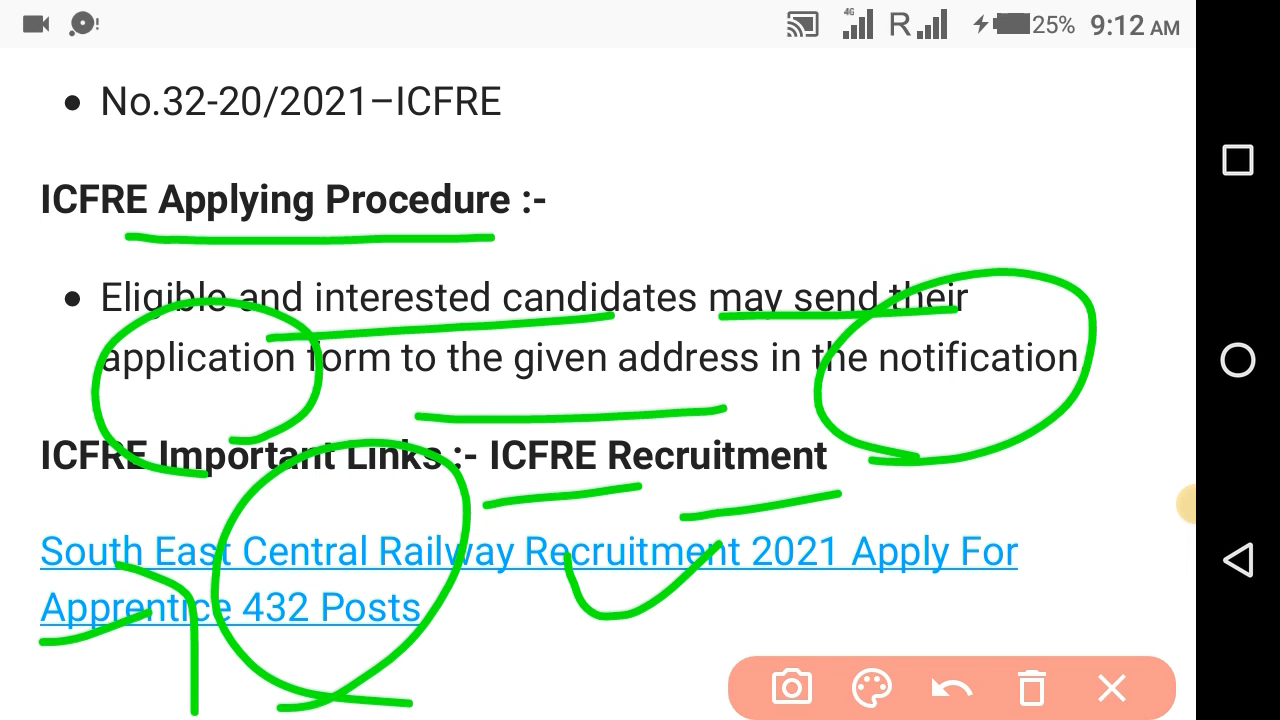 4G R 25% 9:12 AM
No.32-20/2021–ICFRE
ICFRE Applying Procedure :-
Eligible and interested candidates may send their
application form to the given address in the notification.
ICFRE Important Links :- ICFRE Recruitment
South East Central Railway Recruitment 2021 Apply For
Apprentice 432 Posts